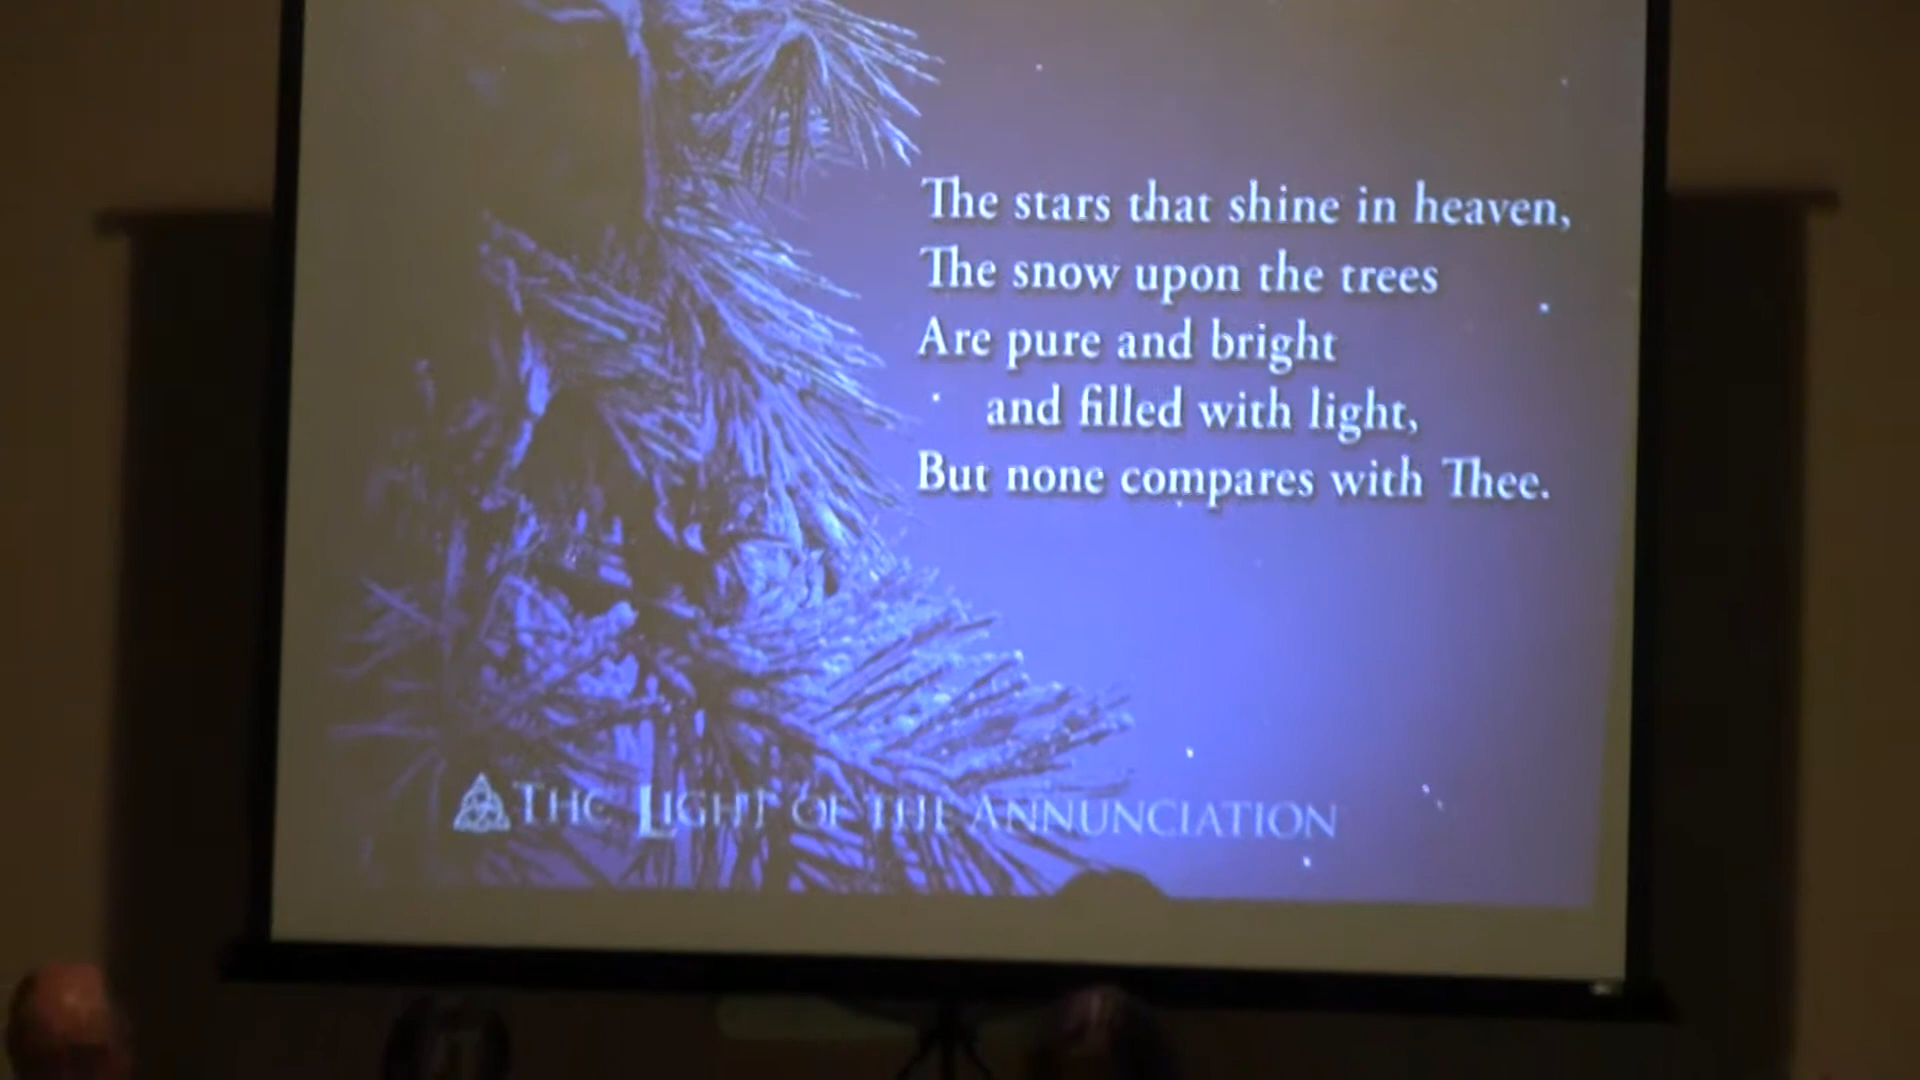 The stars that shine in heaven,
The snow upon the trees
Are pure and bright
and filled with light,
But none compares with Thee.
THE LIGHT OF THE ANNUNCIATION